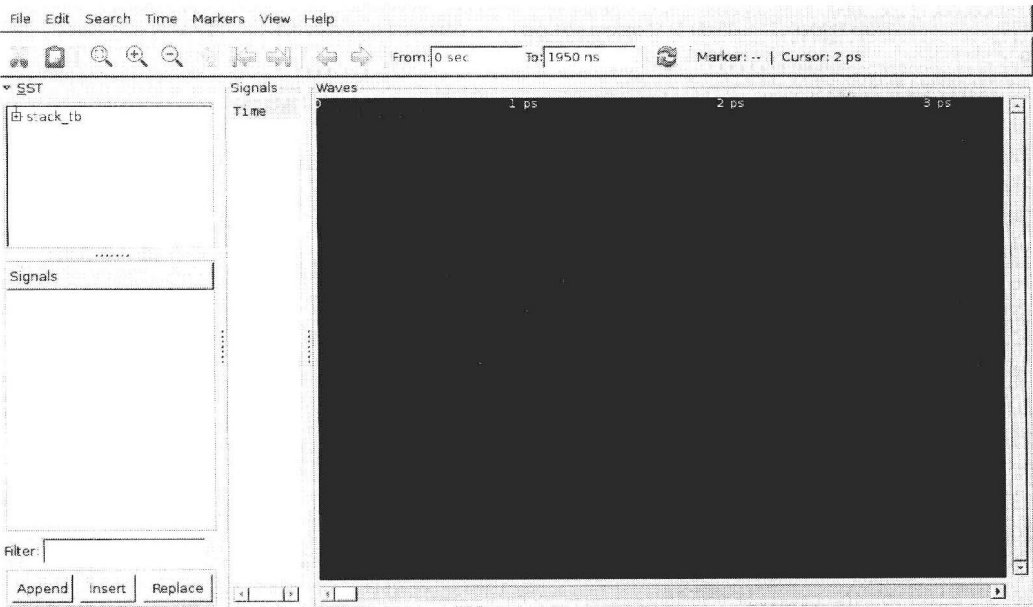 File Edit Search Time Markers View Help
From: 0 sec To: 1950 ns Marker: -- | Cursor: 2 ps
SST
stack_tb
Signals
Time
Waves
0 1 ps 2 ps 3 ps
Signals
Filter:
Append Insert Replace